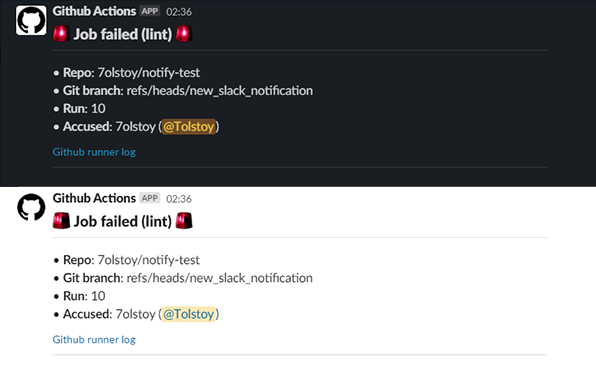 Github Actions APP 02:36
Job failed (lint)
• Repo: 7olstoy/notify-test
• Git branch: refs/heads/new_slack_notification
• Run: 10
• Accused: 7olstoy (@Tolstoy)
Github runner log
Github Actions APP 02:36
Job failed (lint)
• Repo: 7olstoy/notify-test
• Git branch: refs/heads/new_slack_notification
• Run: 10
• Accused: 7olstoy (@Tolstoy)
Github runner log